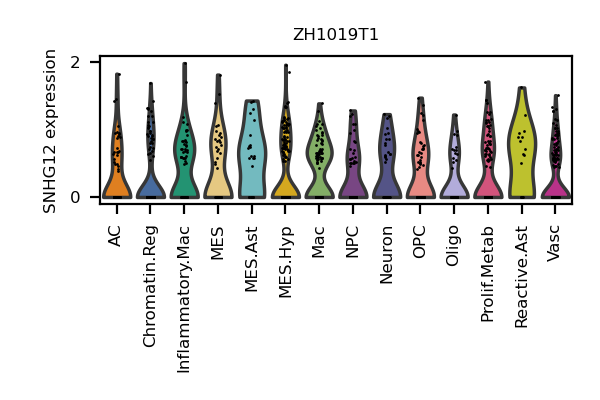 ZH1019T1
SNHG12 expression
2
0
AC
Chromatin.Reg
Inflammatory.Mac
MES
MES.Ast
MES.Hyp
Mac
NPC
Neuron
OPC
Oligo
Prolif.Metab
Reactive.Ast
Vasc